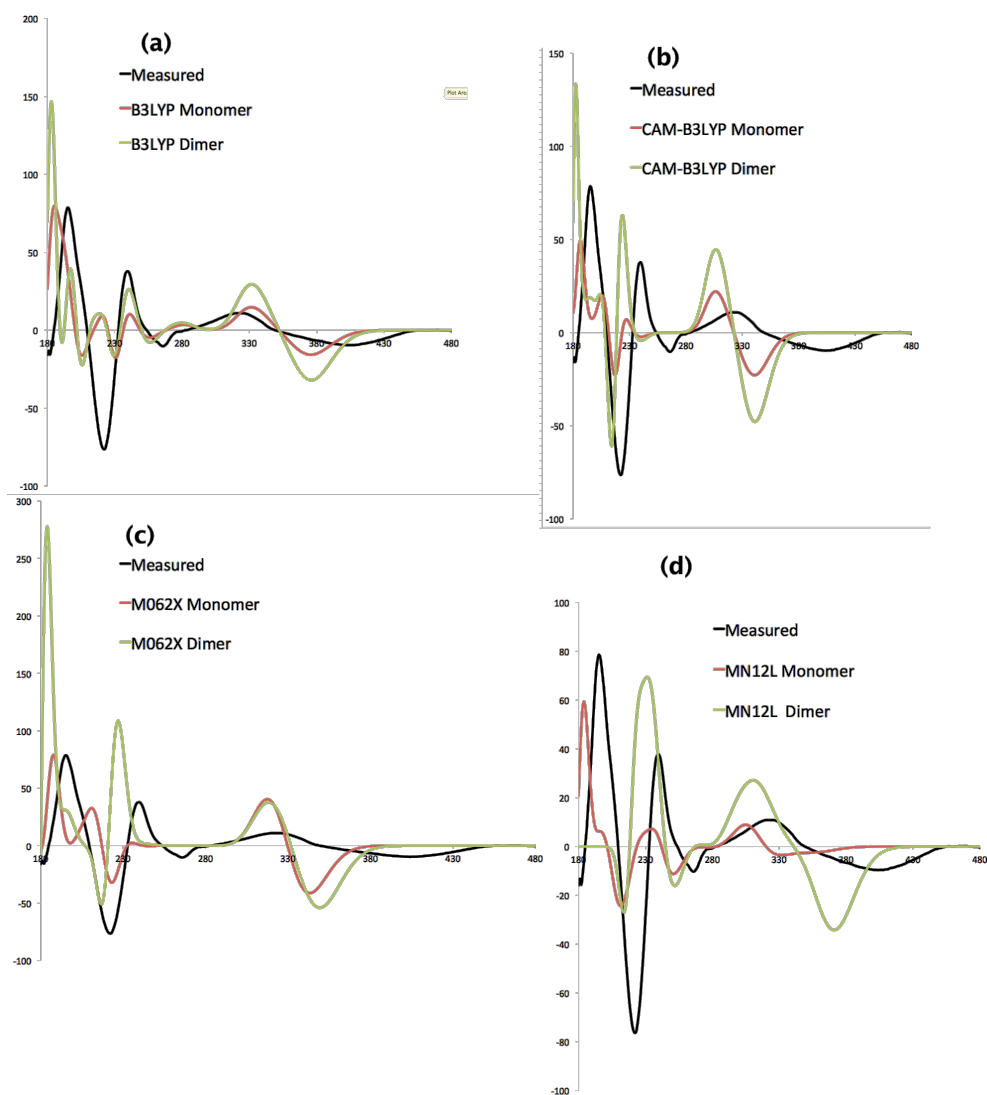 (a)
Measured
B3LYP Monomer
B3LYP Dimer
Plot Area
200
150
100
50
0
-50
-100
180 230 280 330 380 430 480
(b)
Measured
CAM-B3LYP Monomer
CAM-B3LYP Dimer
150
100
50
0
-50
-100
180 230 280 330 380 430 480
(c)
Measured
M062X Monomer
M062X Dimer
300
250
200
150
100
50
0
-50
-100
180 230 280 330 380 430 480
(d)
Measured
MN12L Monomer
MN12L Dimer
100
80
60
40
20
0
-20
-40
-60
-80
-100
180 230 280 330 380 430 480